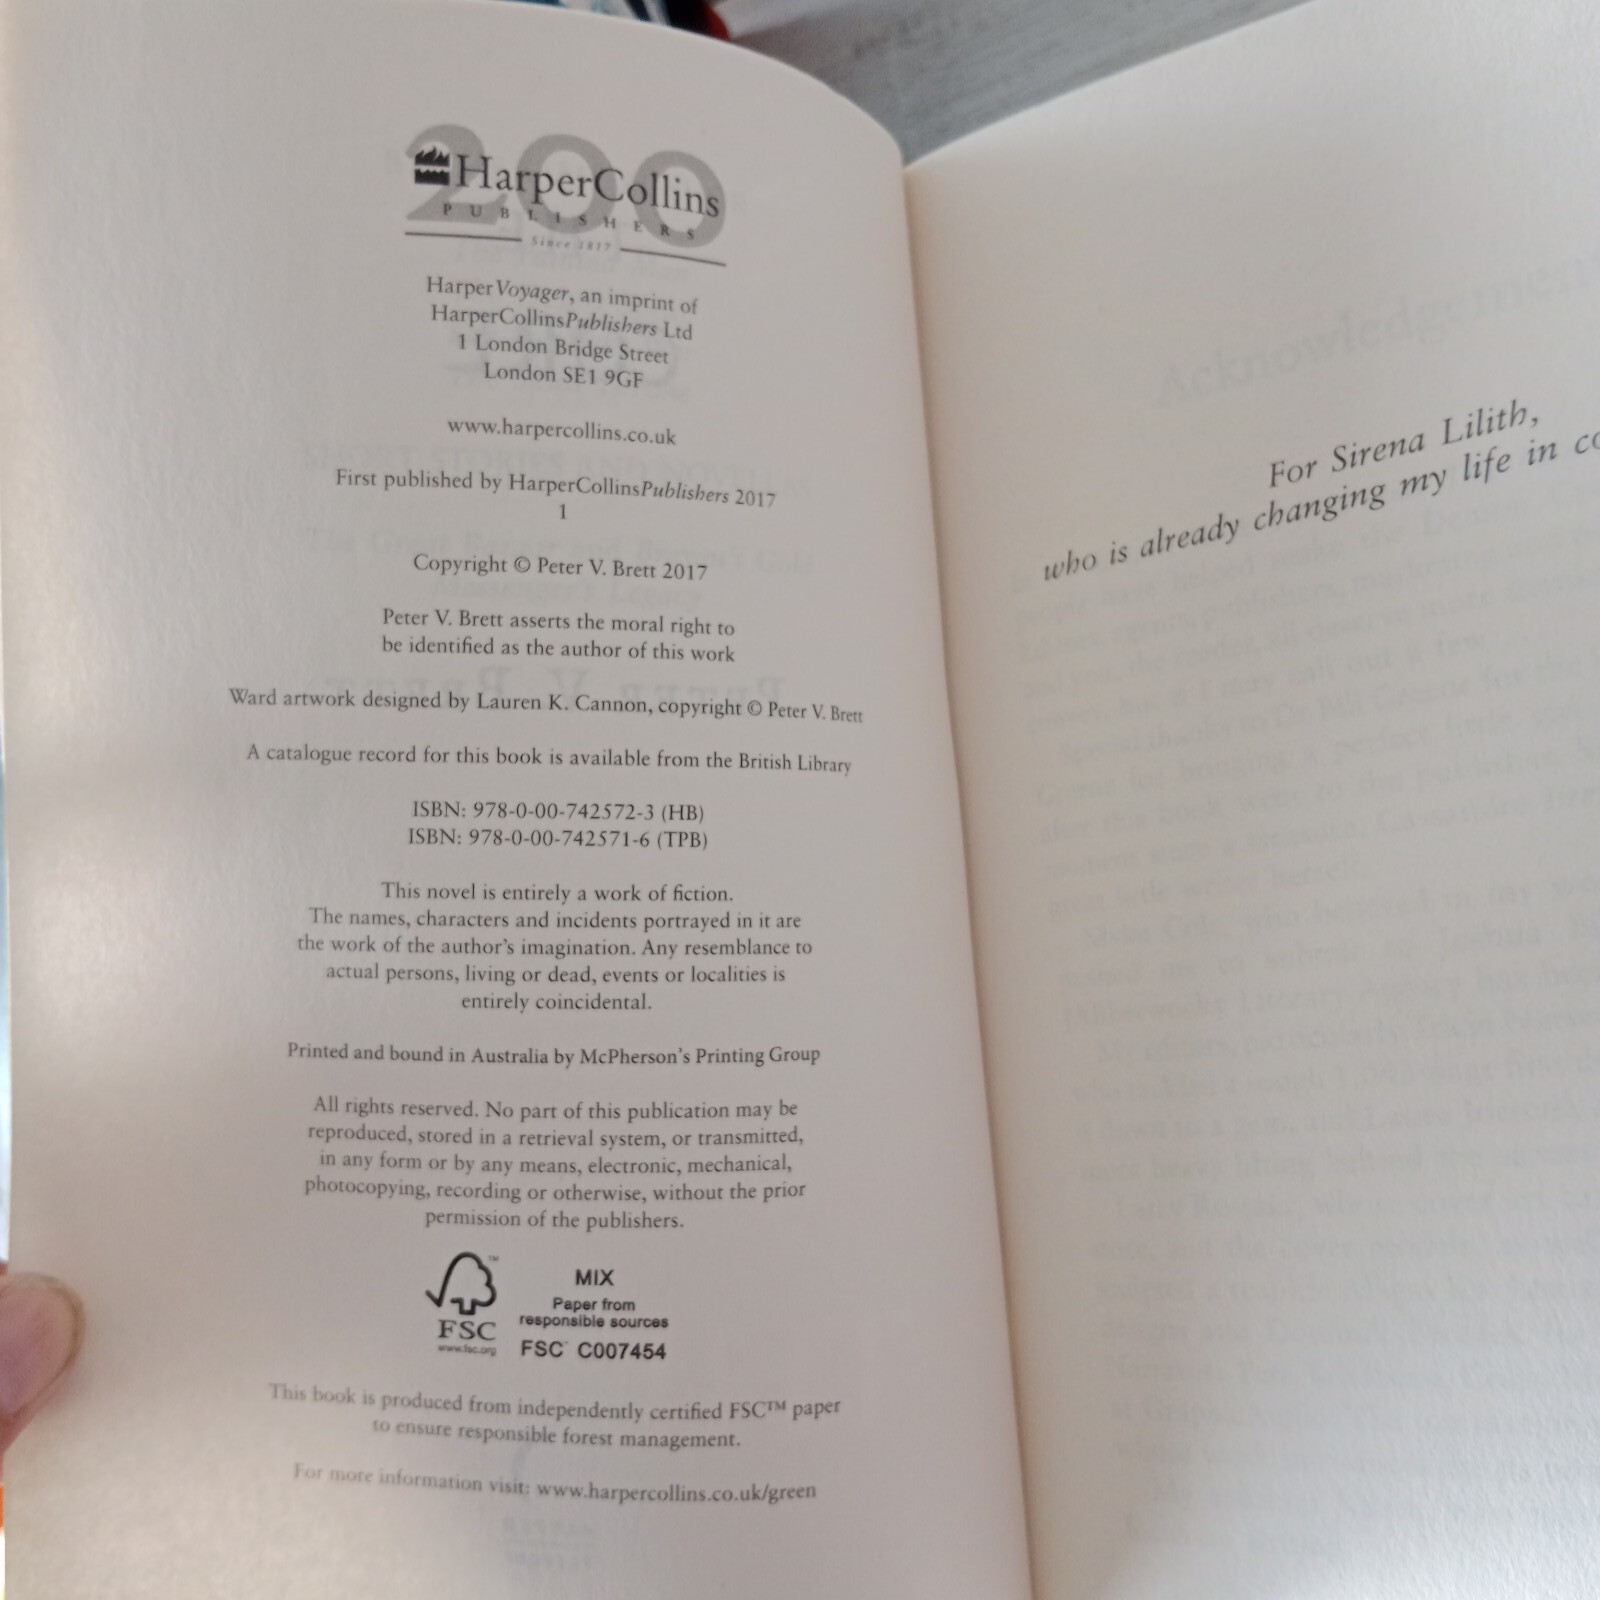 200
HarperCollins
PUBLISHERS
Since 1817
HarperVoyager, an imprint of
HarperCollinsPublishers Ltd
1 London Bridge Street
London SE1 9GF
www.harpercollins.co.uk
First published by HarperCollinsPublishers 2017
1
Copyright © Peter V. Brett 2017
Peter V. Brett asserts the moral right to
be identified as the author of this work
Ward artwork designed by Lauren K. Cannon, copyright © Peter V. Brett
A catalogue record for this book is available from the British Library
ISBN: 978-0-00-742572-3 (HB)
ISBN: 978-0-00-742571-6 (TPB)
This novel is entirely a work of fiction.
The names, characters and incidents portrayed in it are
the work of the author's imagination. Any resemblance to
actual persons, living or dead, events or localities is
entirely coincidental.
Printed and bound in Australia by McPherson's Printing Group
All rights reserved. No part of this publication may be
reproduced, stored in a retrieval system, or transmitted,
in any form or by any means, electronic, mechanical,
photocopying, recording or otherwise, without the prior
permission of the publishers.
FSC
www.fsc.org
MIX
Paper from
responsible sources
FSC™ C007454
This book is produced from independently certified FSC™ paper
to ensure responsible forest management.
For more information visit: www.harpercollins.co.uk/green
For Sirena Lilith,
who is already changing my life in co